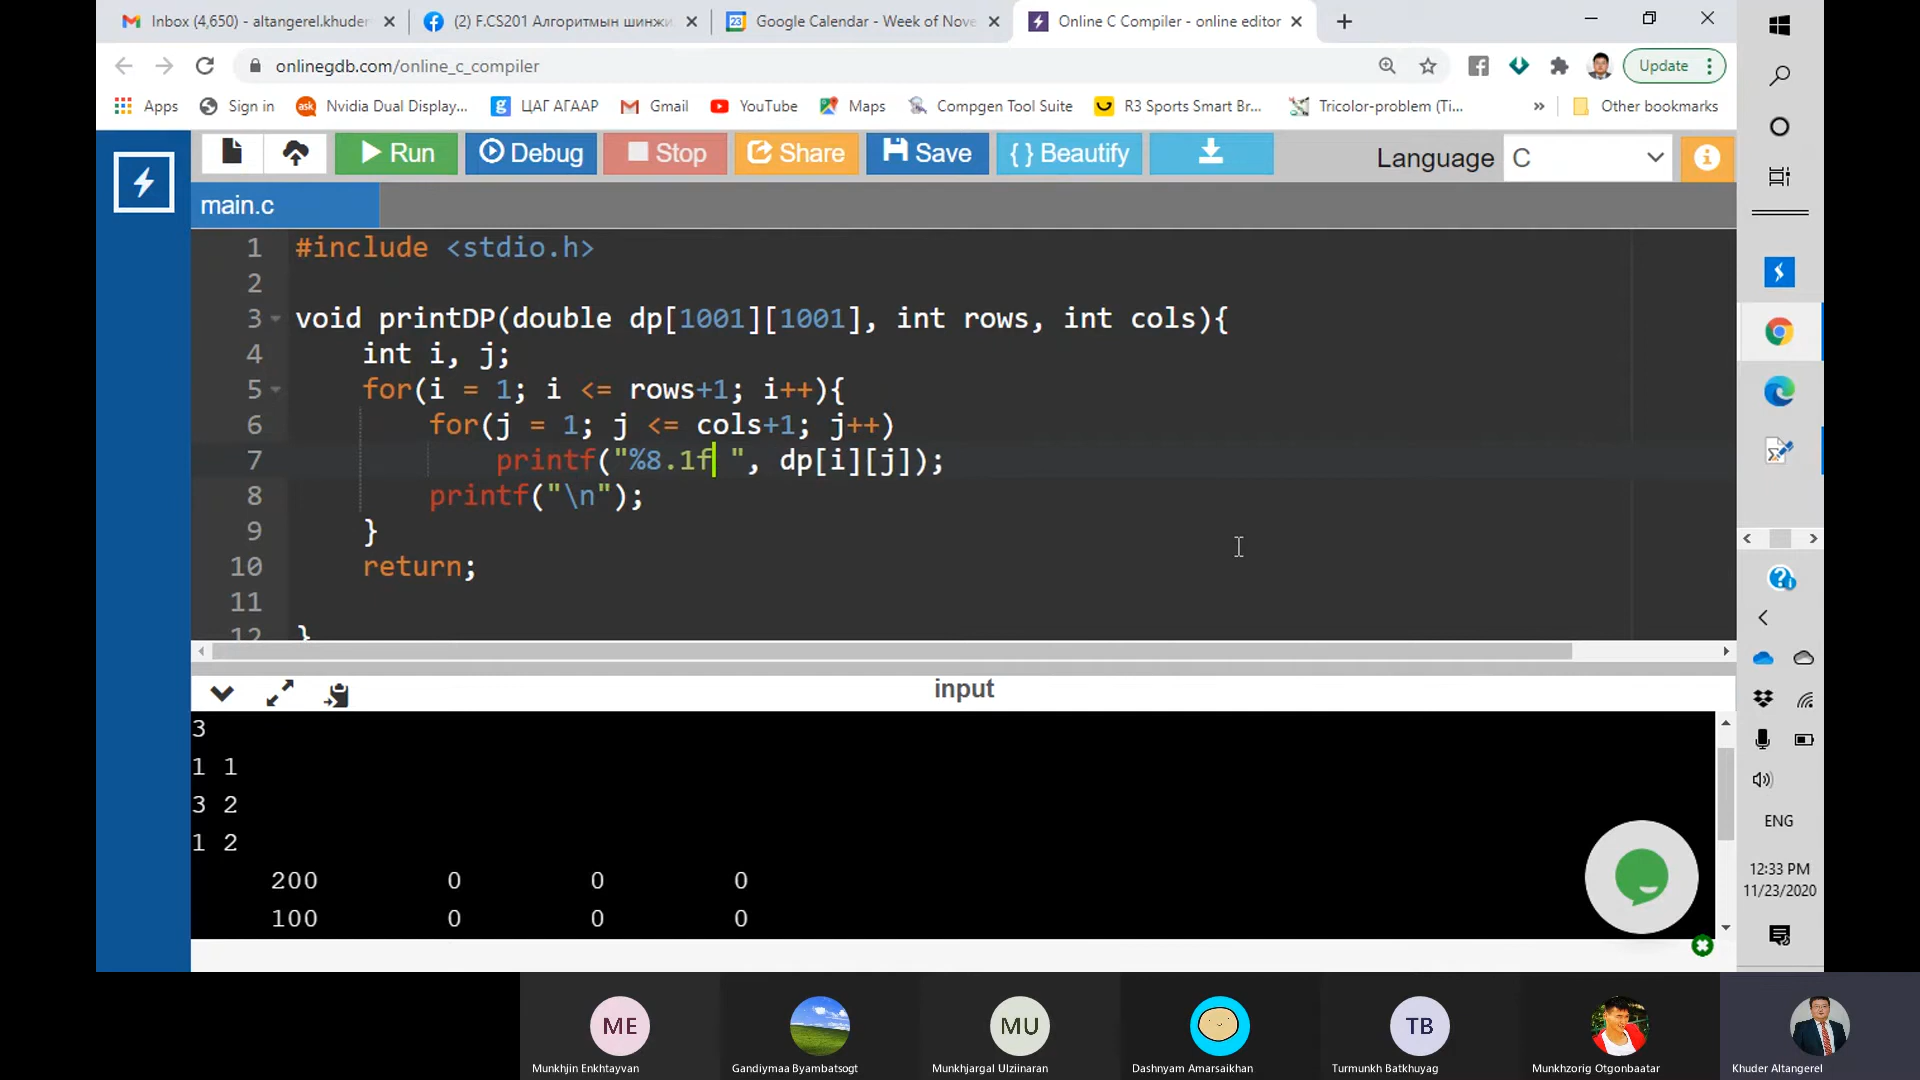 Inbox (4,650) - altangerel.khuder
(2) F.CS201 Алгоритмын шинжи
Google Calendar - Week of Nove
Online C Compiler - online editor
onlinegdb.com/online_c_compiler
Update
Apps
Sign in
Nvidia Dual Display...
ЦАГ АГААР
Gmail
YouTube
Maps
Compgen Tool Suite
R3 Sports Smart Br...
Tricolor-problem (Ti...
»
Other bookmarks
Run
Debug
Stop
Share
Save
{ } Beautify
Language C
main.c
1 #include <stdio.h>
2
3 void printDP(double dp[1001][1001], int rows, int cols){
4 int i, j;
5 for(i = 1; i <= rows+1; i++){
6 for(j = 1; j <= cols+1; j++)
7 printf("%8.1f ", dp[i][j]);
8 printf("\n");
9 }
10 return;
11
12 }
input
3
1 1
3 2
1 2
200 0 0 0
100 0 0 0
ENG
12:33 PM
11/23/2020
ME
MU
TB
Munkhjin Enkhtayvan
Gandiymaa Byambatsogt
Munkhjargal Ulziinaran
Dashnyam Amarsaikhan
Turmunkh Batkhuyag
Munkhzorig Otgonbaatar
Khuder Altangerel